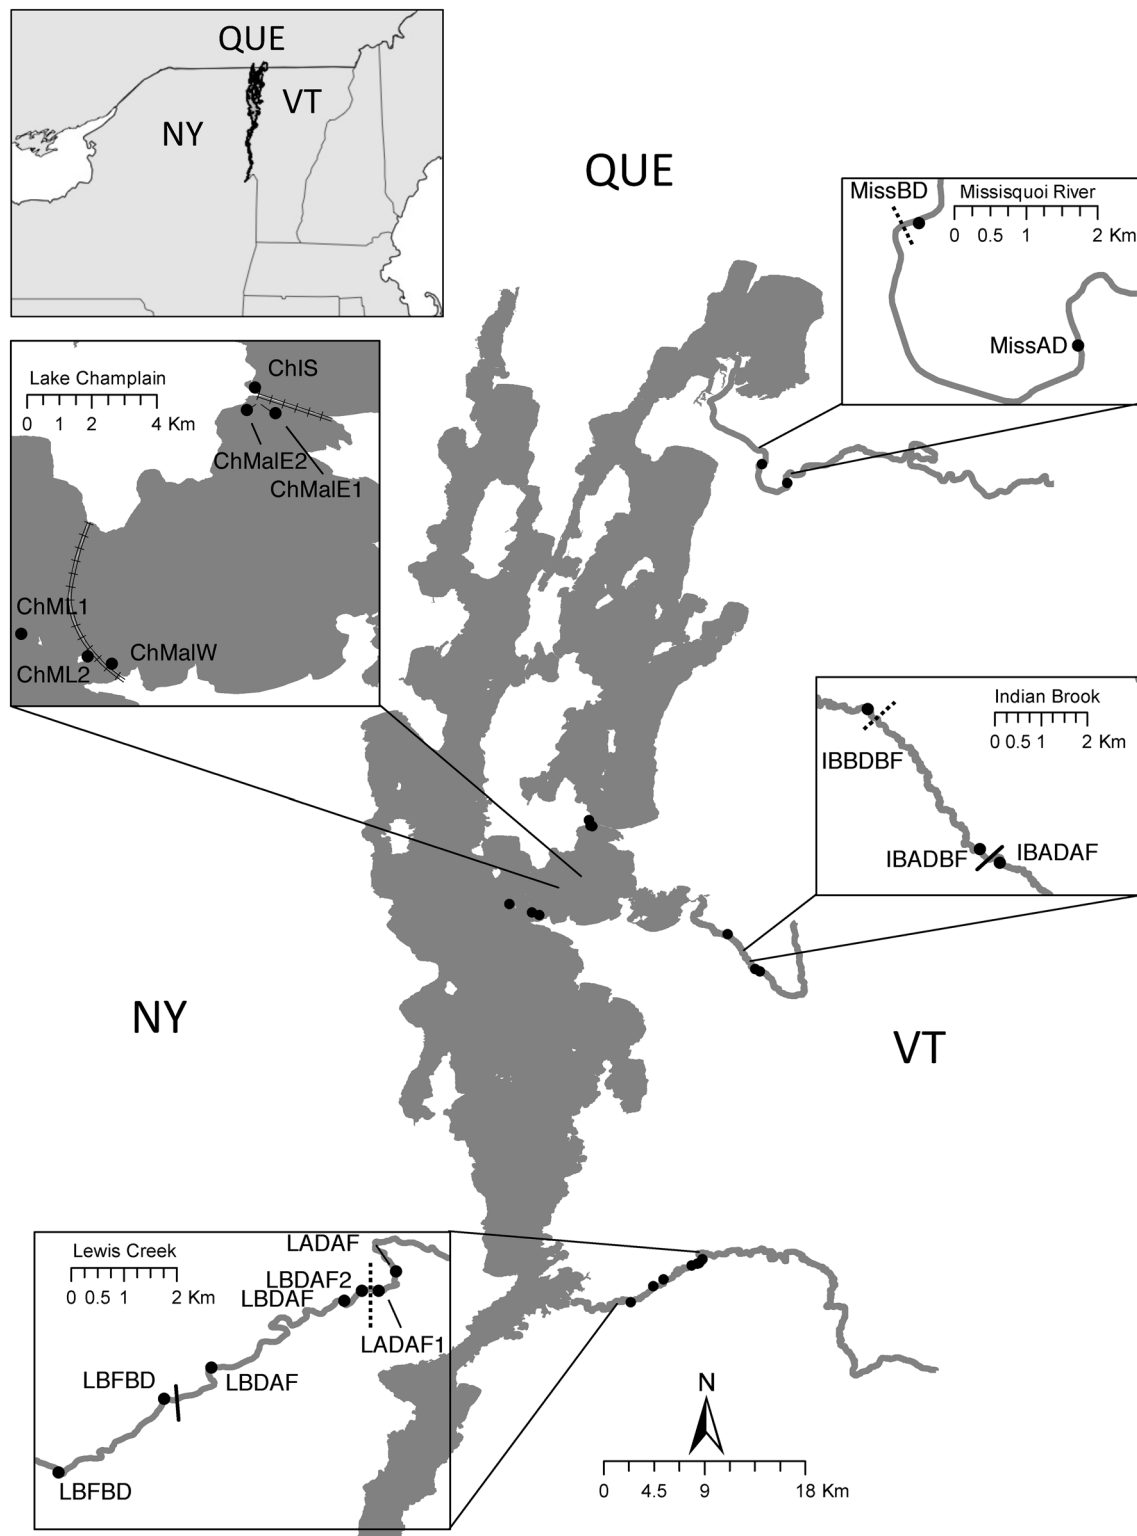 QUE
NY
VT
QUE
MissBD
Missisquoi River
0 0.5 1 2 Km
MissAD
Lake Champlain
0 1 2 4 Km
ChIS
ChMalE2
ChMalE1
ChML1
ChMalW
ChML2
Indian Brook
0 0.5 1 2 Km
IBBDBF
IBADBF
IBADAF
NY
VT
Lewis Creek
0 0.5 1 2 Km
LADAF
LBDAF2
LBDAF
LADAF1
LBFBD
LBDAF
LBFBD
N
0 4.5 9 18 Km